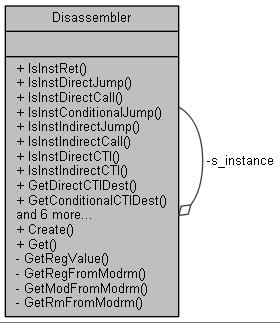 Disassembler
+ IsInstRet()
+ IsInstDirectJump()
+ IsInstDirectCall()
+ IsInstConditionalJump()
+ IsInstIndirectJump()
+ IsInstIndirectCall()
+ IsInstDirectCTI()
+ IsInstIndirectCTI()
+ GetDirectCTIDest()
+ GetConditionalCTIDest()
and 6 more...
+ Create()
+ Get()
- GetRegValue()
- GetRegFromModrm()
- GetModFromModrm()
- GetRmFromModrm()
-s_instance